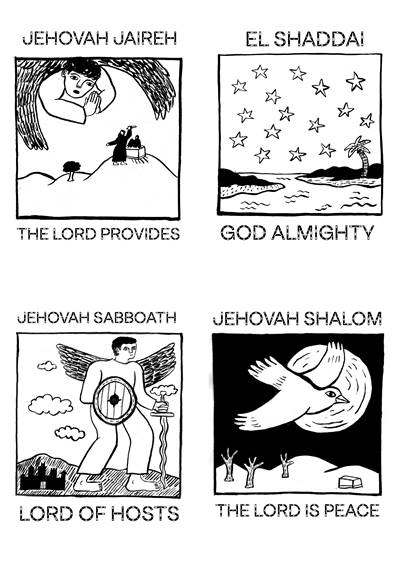 JEHOVAH JAIREH
THE LORD PROVIDES
EL SHADDAI
GOD ALMIGHTY
JEHOVAH SABBOATH
LORD OF HOSTS
JEHOVAH SHALOM
THE LORD IS PEACE